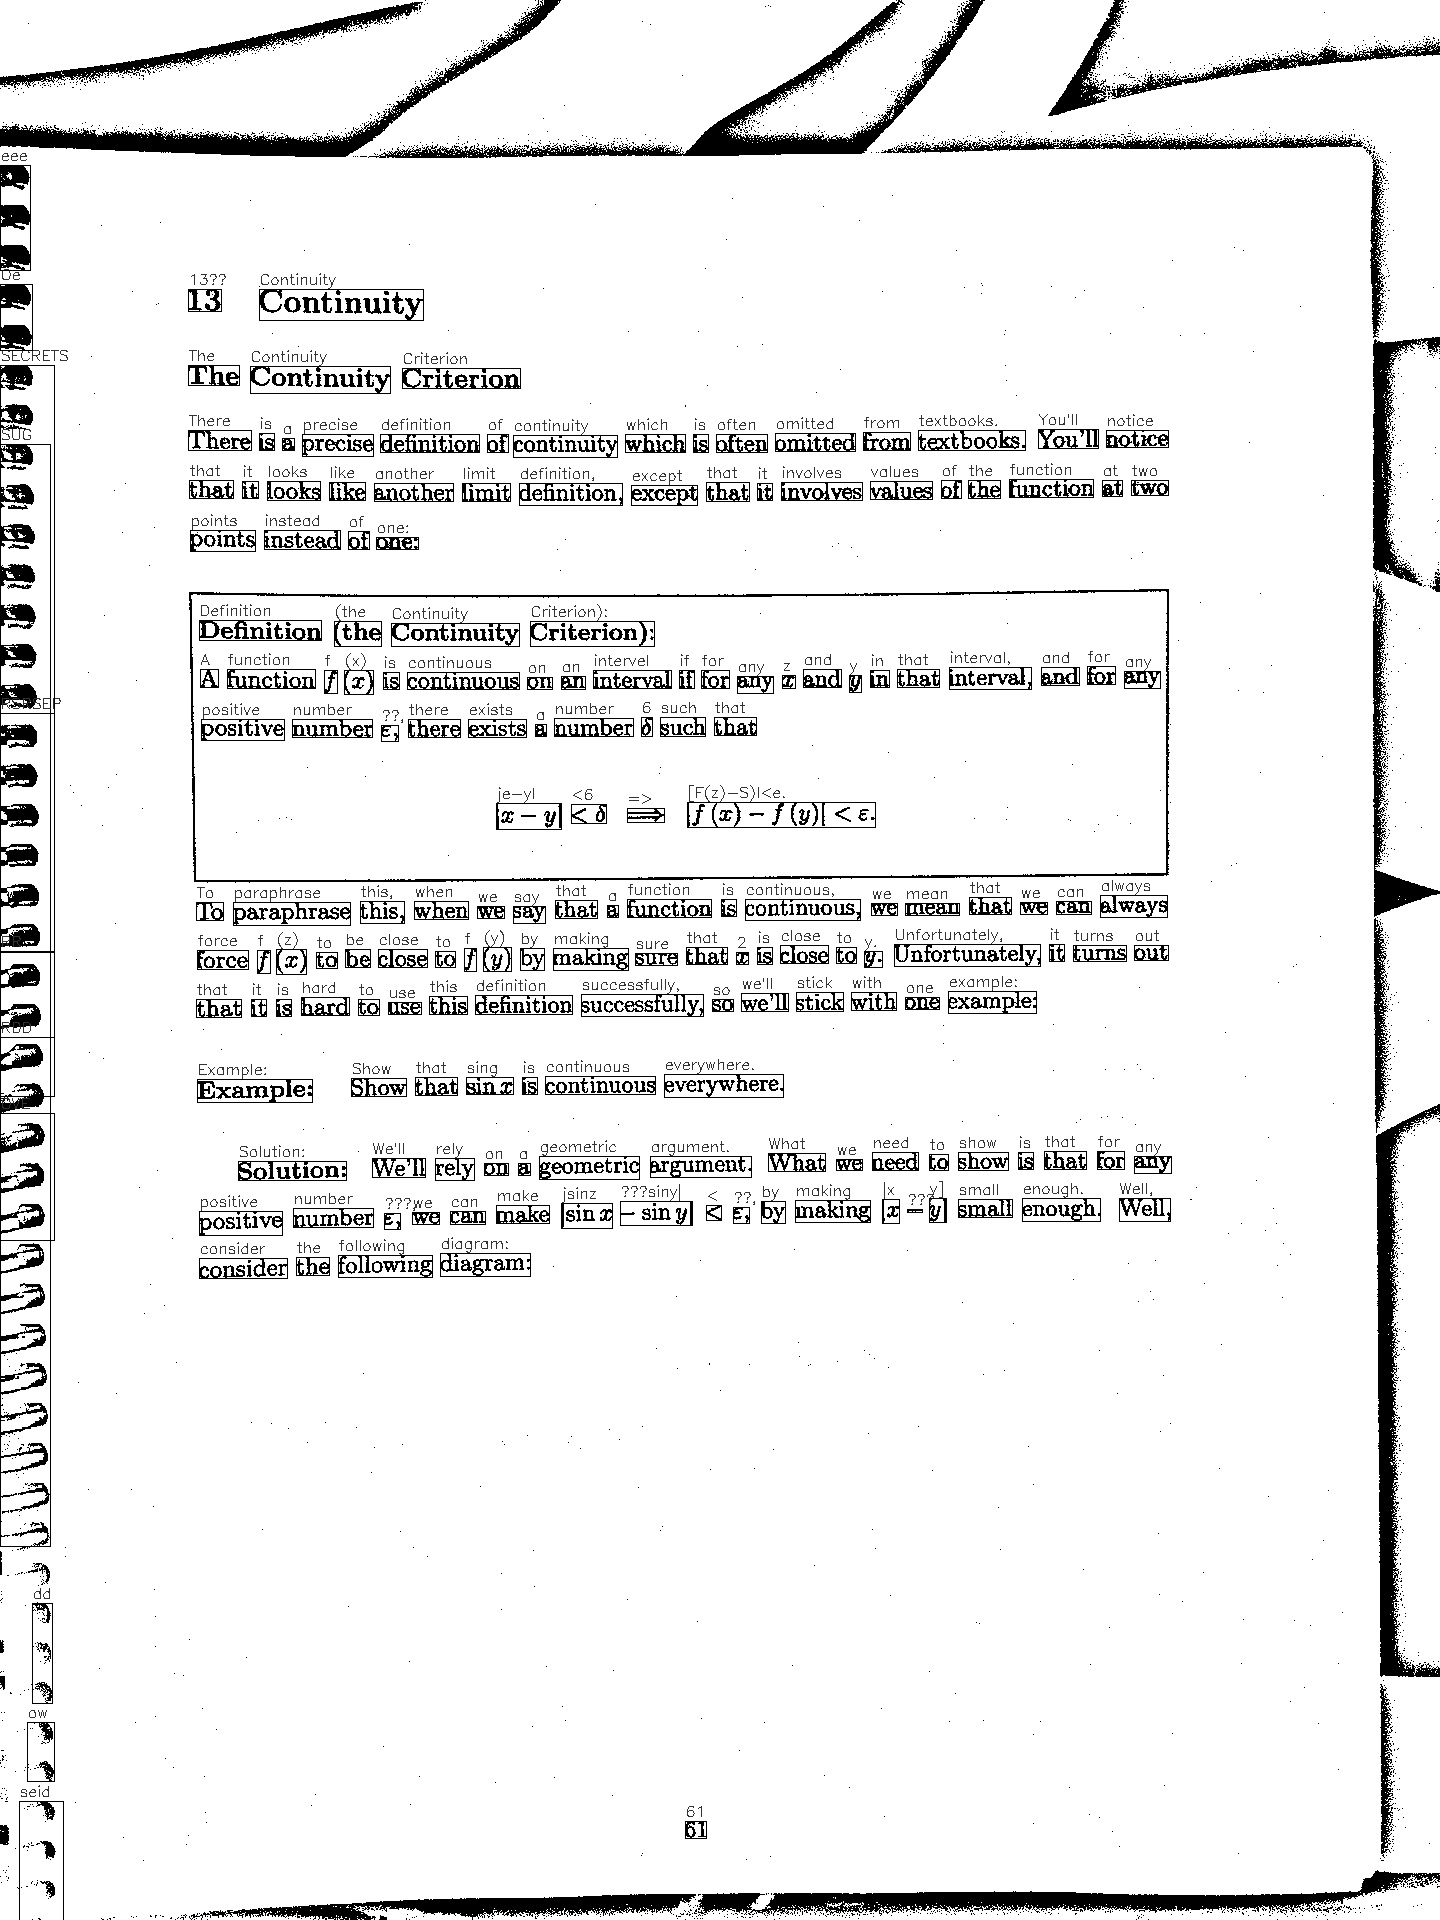 13 Continuity
The Continuity Criterion
There is a precise definition of continuity which is often omitted from textbooks. You'll notice
that it looks like another limit definition, except that it involves values of the function at two
points instead of one:
Definition (the Continuity Criterion):
A function f (x) is continuous on an interval if for any x and y in that interval, and for any
positive number ε, there exists a number δ such that
|x − y| < δ ⟹ |f (x) − f (y)| < ε.
To paraphrase this, when we say that a function is continuous, we mean that we can always
force f (x) to be close to f (y) by making sure that x is close to y. Unfortunately, it turns out
that it is hard to use this definition successfully, so we'll stick with one example:
Example: Show that sin x is continuous everywhere.
Solution: We'll rely on a geometric argument. What we need to show is that for any
positive number ε, we can make |sin x − sin y| < ε, by making |x − y| small enough. Well,
consider the following diagram:
61